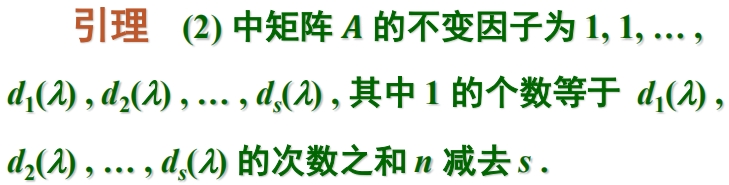 引理 (2) 中矩阵 A 的不变因子为 1, 1, … ,
d₁(λ) , d₂(λ) , … , dₛ(λ) , 其中 1 的个数等于 d₁(λ) ,
d₂(λ) , … , dₛ(λ) 的次数之和 n 减去 s .